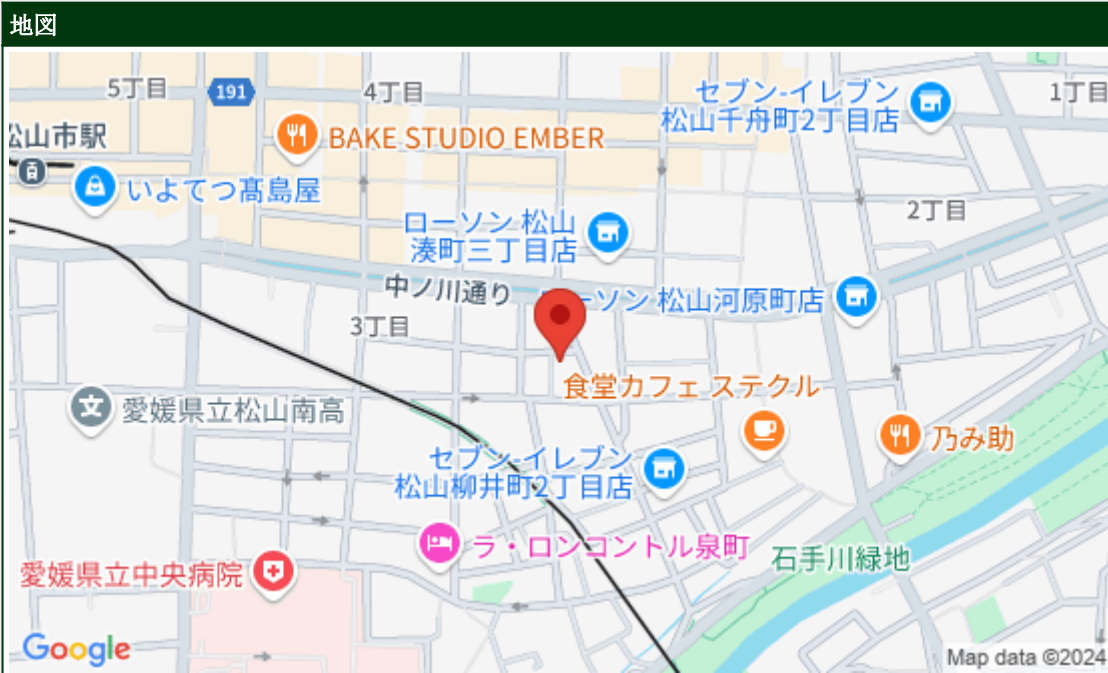 地図
5丁目
191
4丁目
セブン-イレブン
松山千舟町2丁目店
1丁目
松山市駅
BAKE STUDIO EMBER
いよてつ髙島屋
2丁目
ローソン 松山
湊町三丁目店
中ノ川通り
ーソン 松山河原町店
3丁目
食堂カフェ ステクル
愛媛県立松山南高
乃み助
セブン-イレブン
松山柳井町2丁目店
ラ・ロンコントル泉町
石手川緑地
愛媛県立中央病院
Google
Map data ©2024